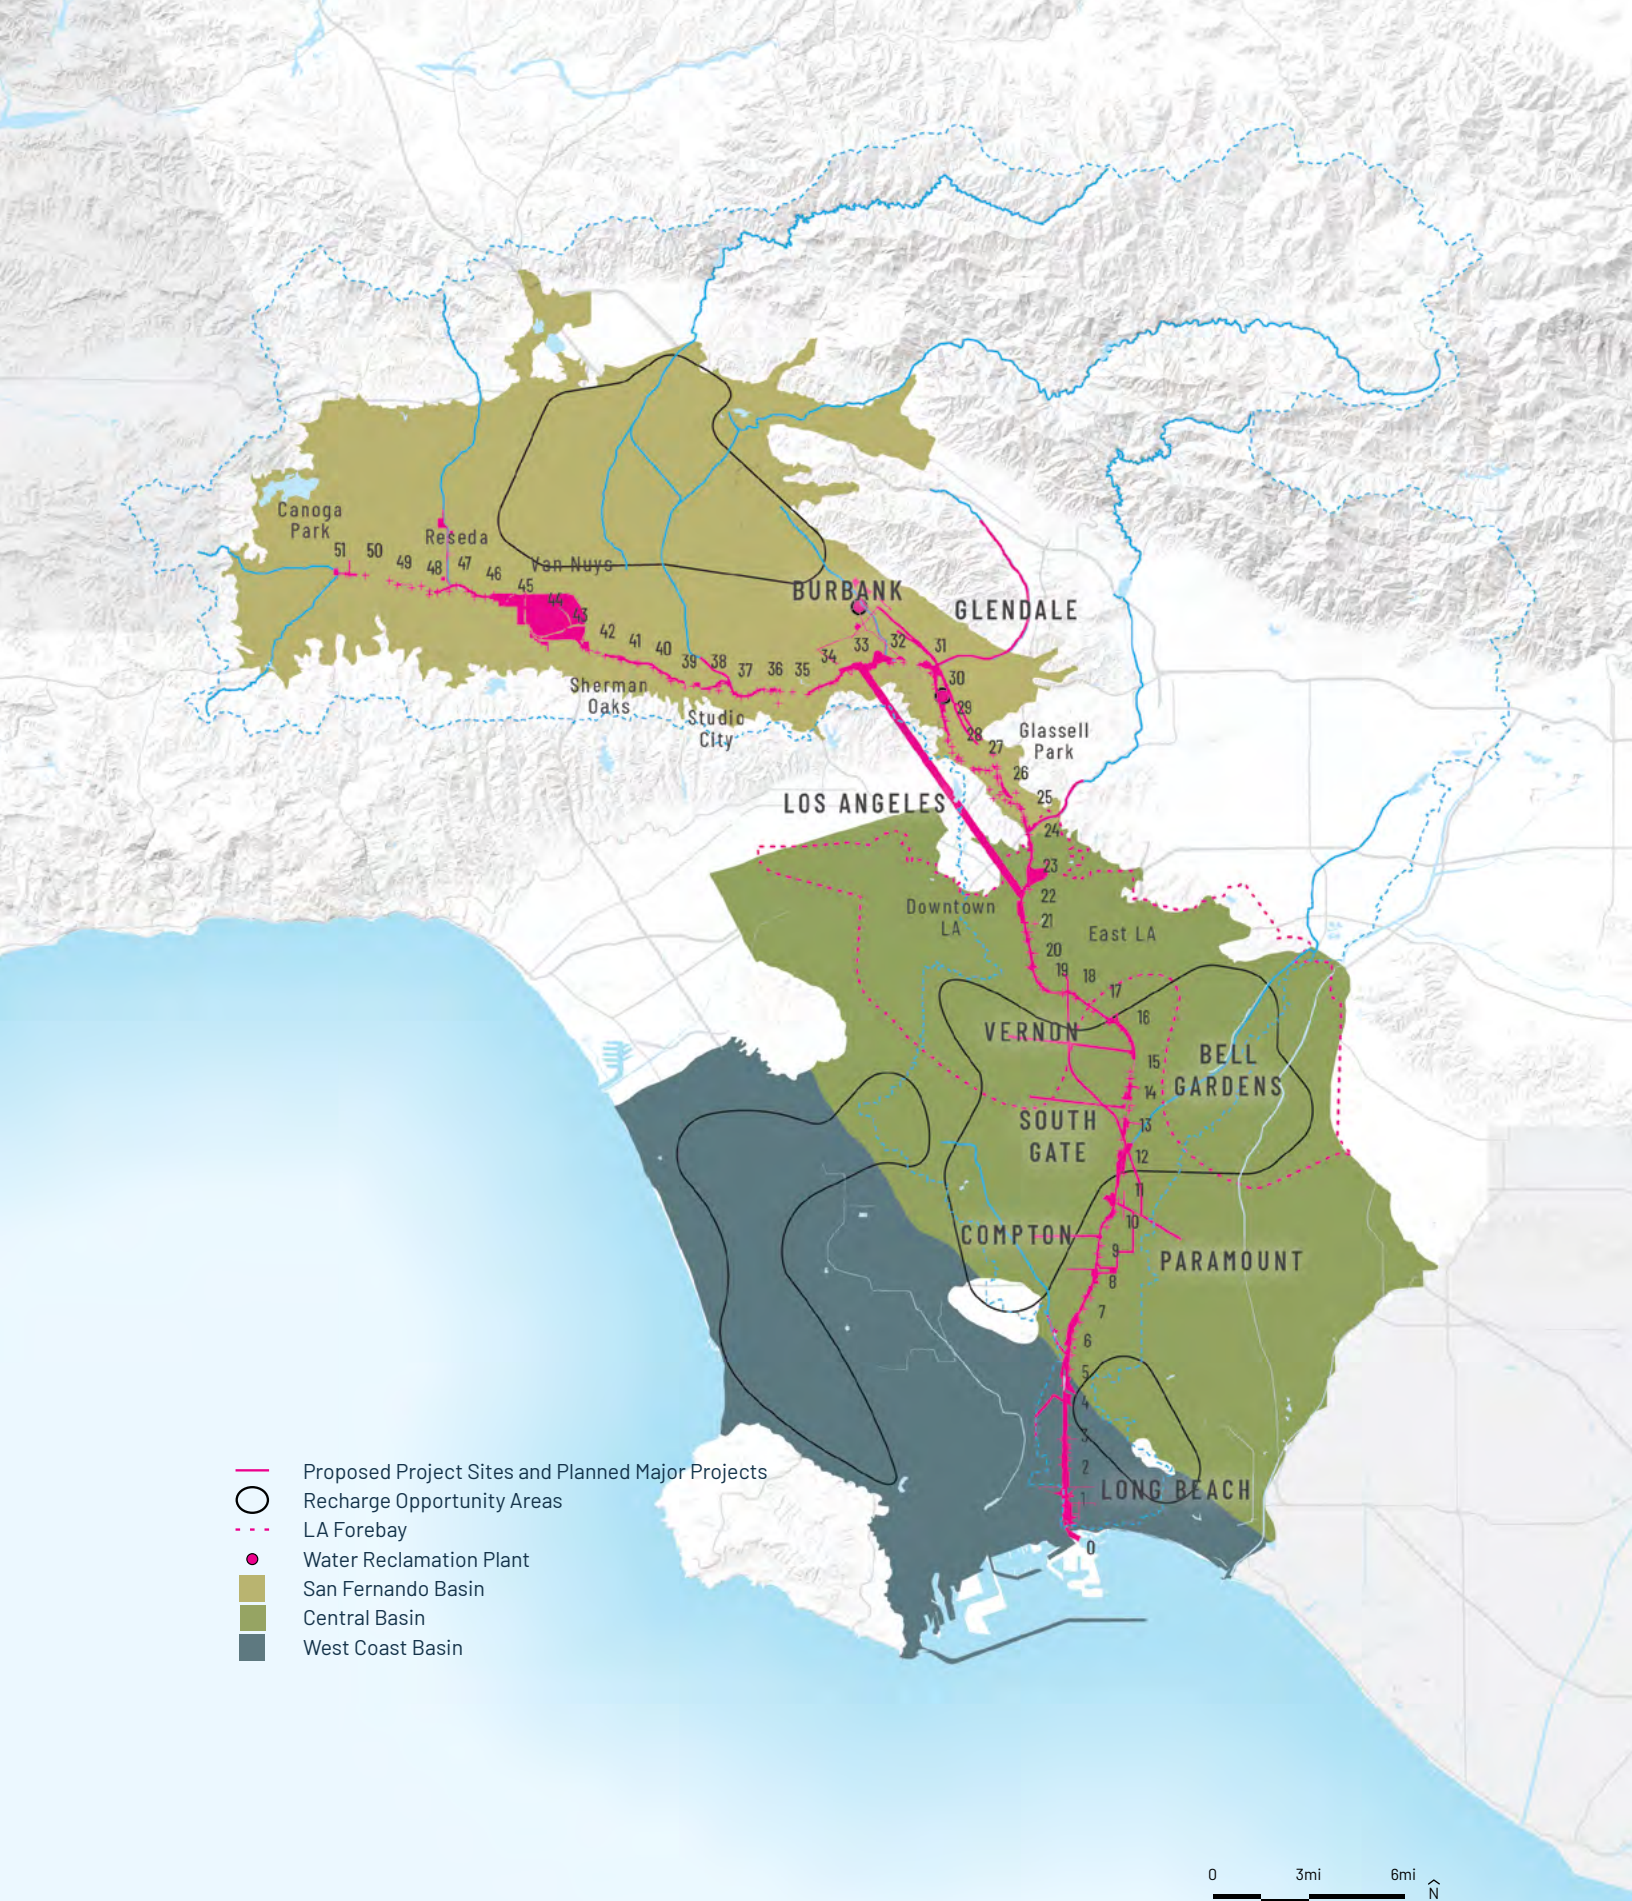 Canoga
Park
51
50
49
48
Reseda
47
46
Van Nuys
45
44
43
42
41
40
39
38
37
36
35
34
33
32
31
BURBANK
GLENDALE
30
29
28
27
Sherman
Oaks
Studio
City
Glassell
Park
26
25
LOS ANGELES
24
23
22
Downtown
LA
21
East LA
20
19
18
17
16
VERNON
15
BELL
GARDENS
14
SOUTH
GATE
13
12
11
10
COMPTON
9
PARAMOUNT
8
7
6
5
4
3
2
LONG BEACH
1
0
Proposed Project Sites and Planned Major Projects
Recharge Opportunity Areas
LA Forebay
Water Reclamation Plant
San Fernando Basin
Central Basin
West Coast Basin
0 3mi 6mi
N